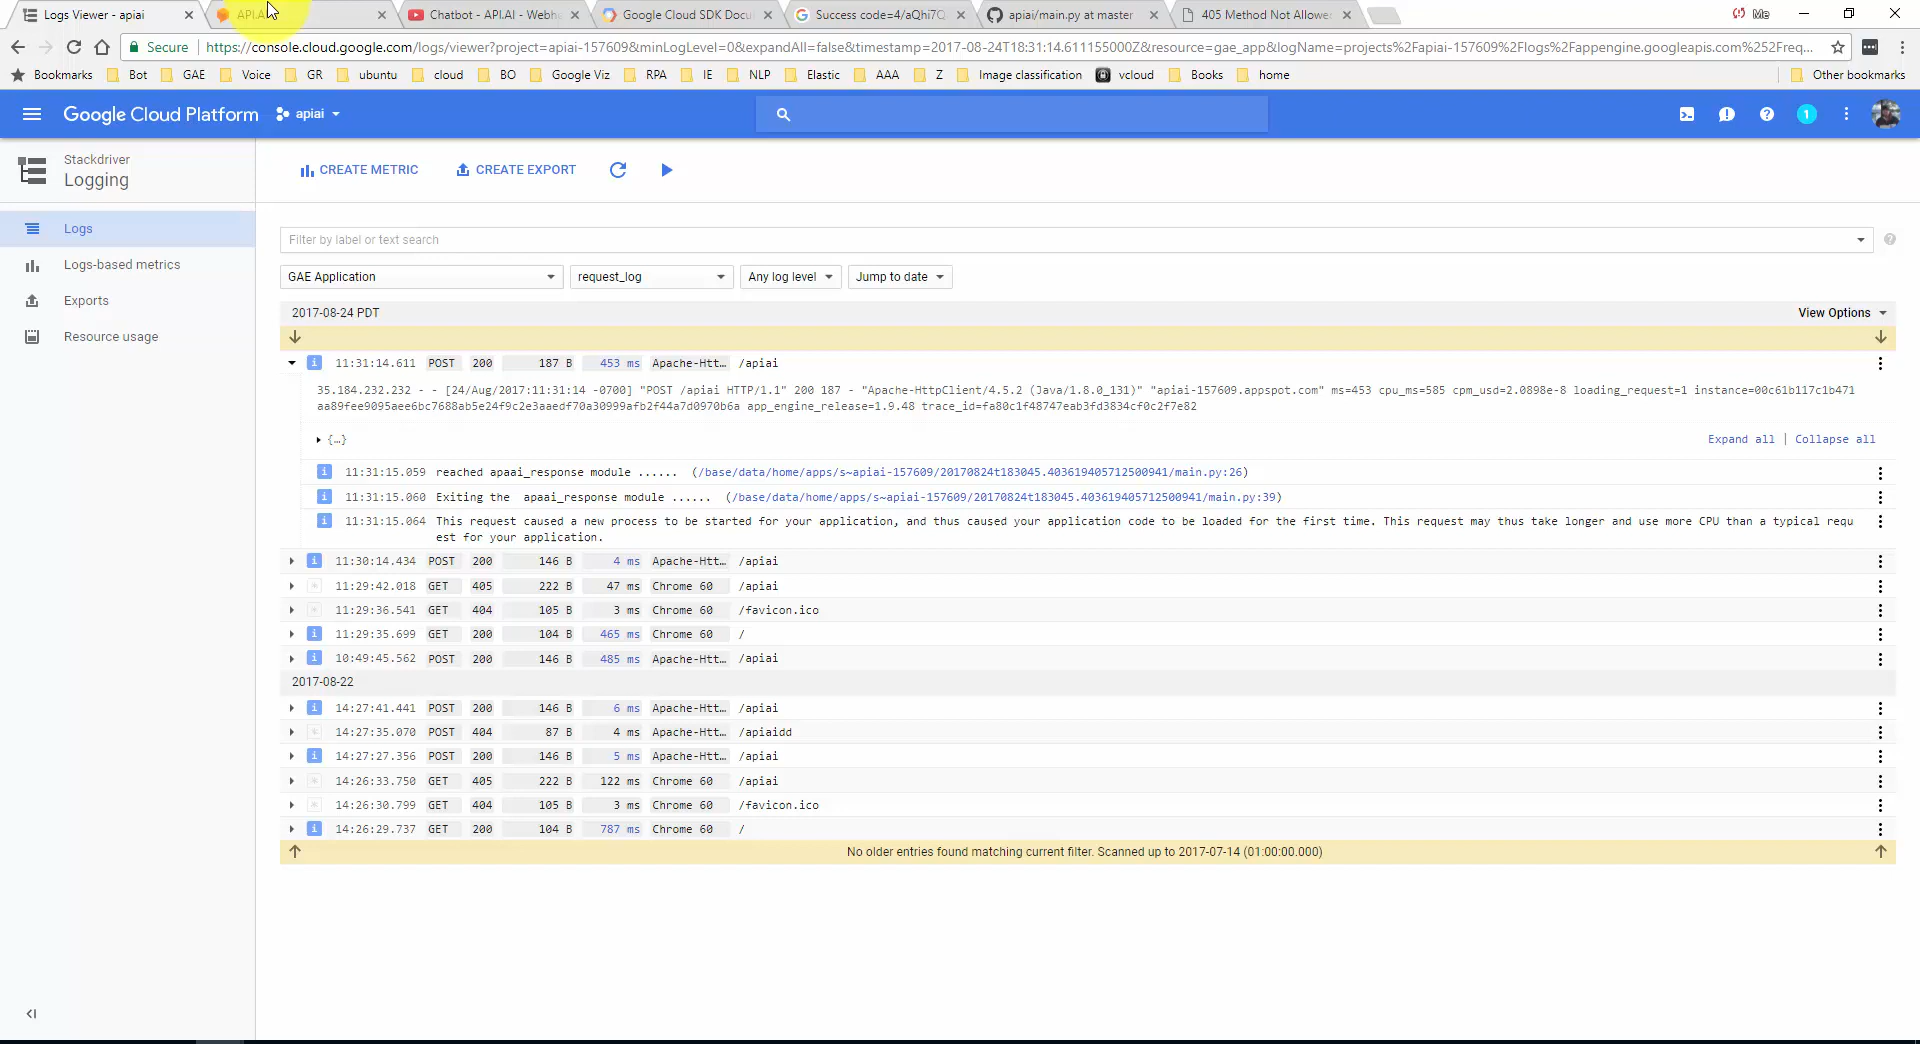 Logs Viewer - apiai
API.AI
Chatbot - API.AI - Webh
Google Cloud SDK Docu
Success code=4/aQhi7Q
apiai/main.py at master
405 Method Not Allowe
Me
Secure
https://console.cloud.google.com/logs/viewer?project=apiai-157609&minLogLevel=0&expandAll=false&timestamp=2017-08-24T18:31:14.611155000Z&resource=gae_app&logName=projects%2Fapiai-157609%2Flogs%2Fappengine.googleapis.com%252Freq...
Bookmarks Bot GAE Voice GR ubuntu cloud BO Google Viz RPA IE NLP Elastic AAA Z Image classification vcloud Books home Other bookmarks
Google Cloud Platform apiai 1
Stackdriver
Logging
CREATE METRIC CREATE EXPORT
Logs
Logs-based metrics
Exports
Resource usage
Filter by label or text search
GAE Application request_log Any log level Jump to date
2017-08-24 PDT View Options
11:31:14.611 POST 200 187 B 453 ms Apache-Htt… /apiai
35.184.232.232 - - [24/Aug/2017:11:31:14 -0700] "POST /apiai HTTP/1.1" 200 187 - "Apache-HttpClient/4.5.2 (Java/1.8.0_131)" "apiai-157609.appspot.com" ms=453 cpu_ms=585 cpm_usd=2.0898e-8 loading_request=1 instance=00c61b117c1b471
aa89fee9095aee6bc7688ab5e24f9c2e3aaedf70a30999afb2f44a7d0970b6a app_engine_release=1.9.48 trace_id=fa80c1f48747eab3fd3834cf0c2f7e82
{…} Expand all | Collapse all
11:31:15.059 reached apaai_response module ...... (/base/data/home/apps/s~apiai-157609/20170824t183045.403619405712500941/main.py:26)
11:31:15.060 Exiting the apaai_response module ...... (/base/data/home/apps/s~apiai-157609/20170824t183045.403619405712500941/main.py:39)
11:31:15.064 This request caused a new process to be started for your application, and thus caused your application code to be loaded for the first time. This request may thus take longer and use more CPU than a typical requ
est for your application.
11:30:14.434 POST 200 146 B 4 ms Apache-Htt… /apiai
11:29:42.018 GET 405 222 B 47 ms Chrome 60 /apiai
11:29:36.541 GET 404 105 B 3 ms Chrome 60 /favicon.ico
11:29:35.699 GET 200 104 B 465 ms Chrome 60 /
10:49:45.562 POST 200 146 B 485 ms Apache-Htt… /apiai
2017-08-22
14:27:41.441 POST 200 146 B 6 ms Apache-Htt… /apiai
14:27:35.070 POST 404 87 B 4 ms Apache-Htt… /apiaidd
14:27:27.356 POST 200 146 B 5 ms Apache-Htt… /apiai
14:26:33.750 GET 405 222 B 122 ms Chrome 60 /apiai
14:26:30.799 GET 404 105 B 3 ms Chrome 60 /favicon.ico
14:26:29.737 GET 200 104 B 787 ms Chrome 60 /
No older entries found matching current filter. Scanned up to 2017-07-14 (01:00:00.000)